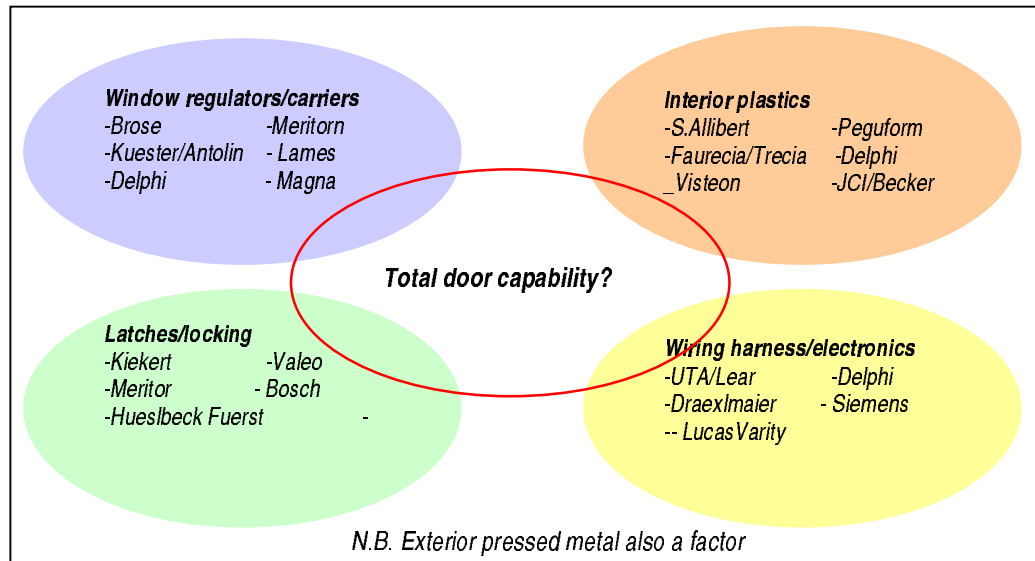 Window regulators/carriers
-Brose -Meritorn
-Kuester/Antolin - Lames
-Delphi - Magna
Interior plastics
-S.Allibert -Peguform
-Faurecia/Trecia -Delphi
_Visteon -JCI/Becker
Total door capability?
Latches/locking
-Kiekert -Valeo
-Meritor - Bosch
-Hueslbeck Fuerst -
Wiring harness/electronics
-UTA/Lear -Delphi
-Draexlmaier - Siemens
-- LucasVarity
N.B. Exterior pressed metal also a factor